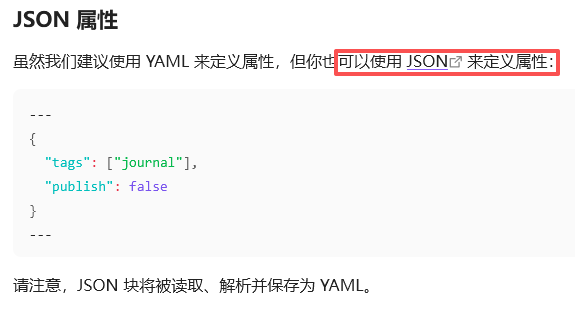 JSON 属性
虽然我们建议使用 YAML 来定义属性，但你也可以使用 JSON 来定义属性：
---
{
  "tags": ["journal"],
  "publish": false
}
---
请注意，JSON 块将被读取、解析并保存为 YAML。